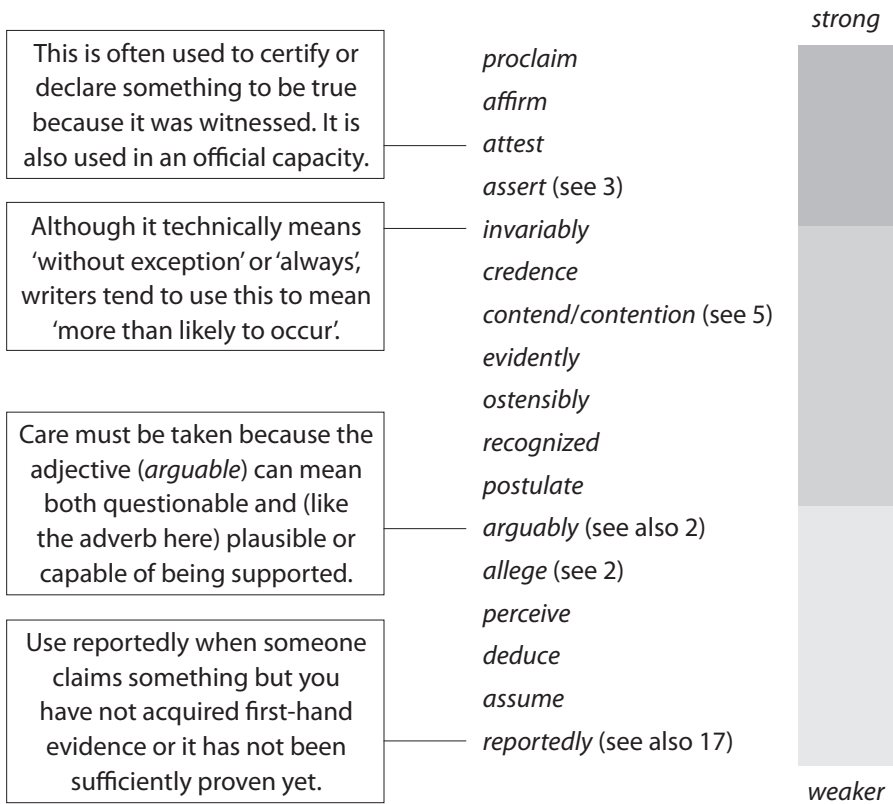 strong
This is often used to certify or
declare something to be true
because it was witnessed. It is
also used in an official capacity.
Although it technically means
‘without exception’ or ‘always’,
writers tend to use this to mean
‘more than likely to occur’.
Care must be taken because the
adjective (arguable) can mean
both questionable and (like
the adverb here) plausible or
capable of being supported.
Use reportedly when someone
claims something but you
have not acquired first-hand
evidence or it has not been
sufficiently proven yet.
proclaim
affirm
attest
assert (see 3)
invariably
credence
contend/contention (see 5)
evidently
ostensibly
recognized
postulate
arguably (see also 2)
allege (see 2)
perceive
deduce
assume
reportedly (see also 17)
weaker